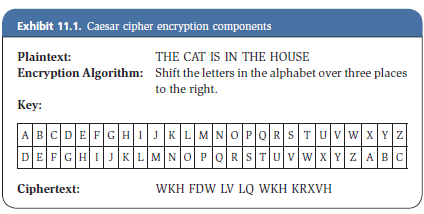 Exhibit 11.1. Caesar cipher encryption components
Plaintext: THE CAT IS IN THE HOUSE
Encryption Algorithm: Shift the letters in the alphabet over three places
to the right.
Key:
A B C D E F G H I J K L M N O P Q R S T U V W X Y Z
D E F G H I J K L M N O P Q R S T U V W X Y Z A B C
Ciphertext: WKH FDW LV LQ WKH KRXVH